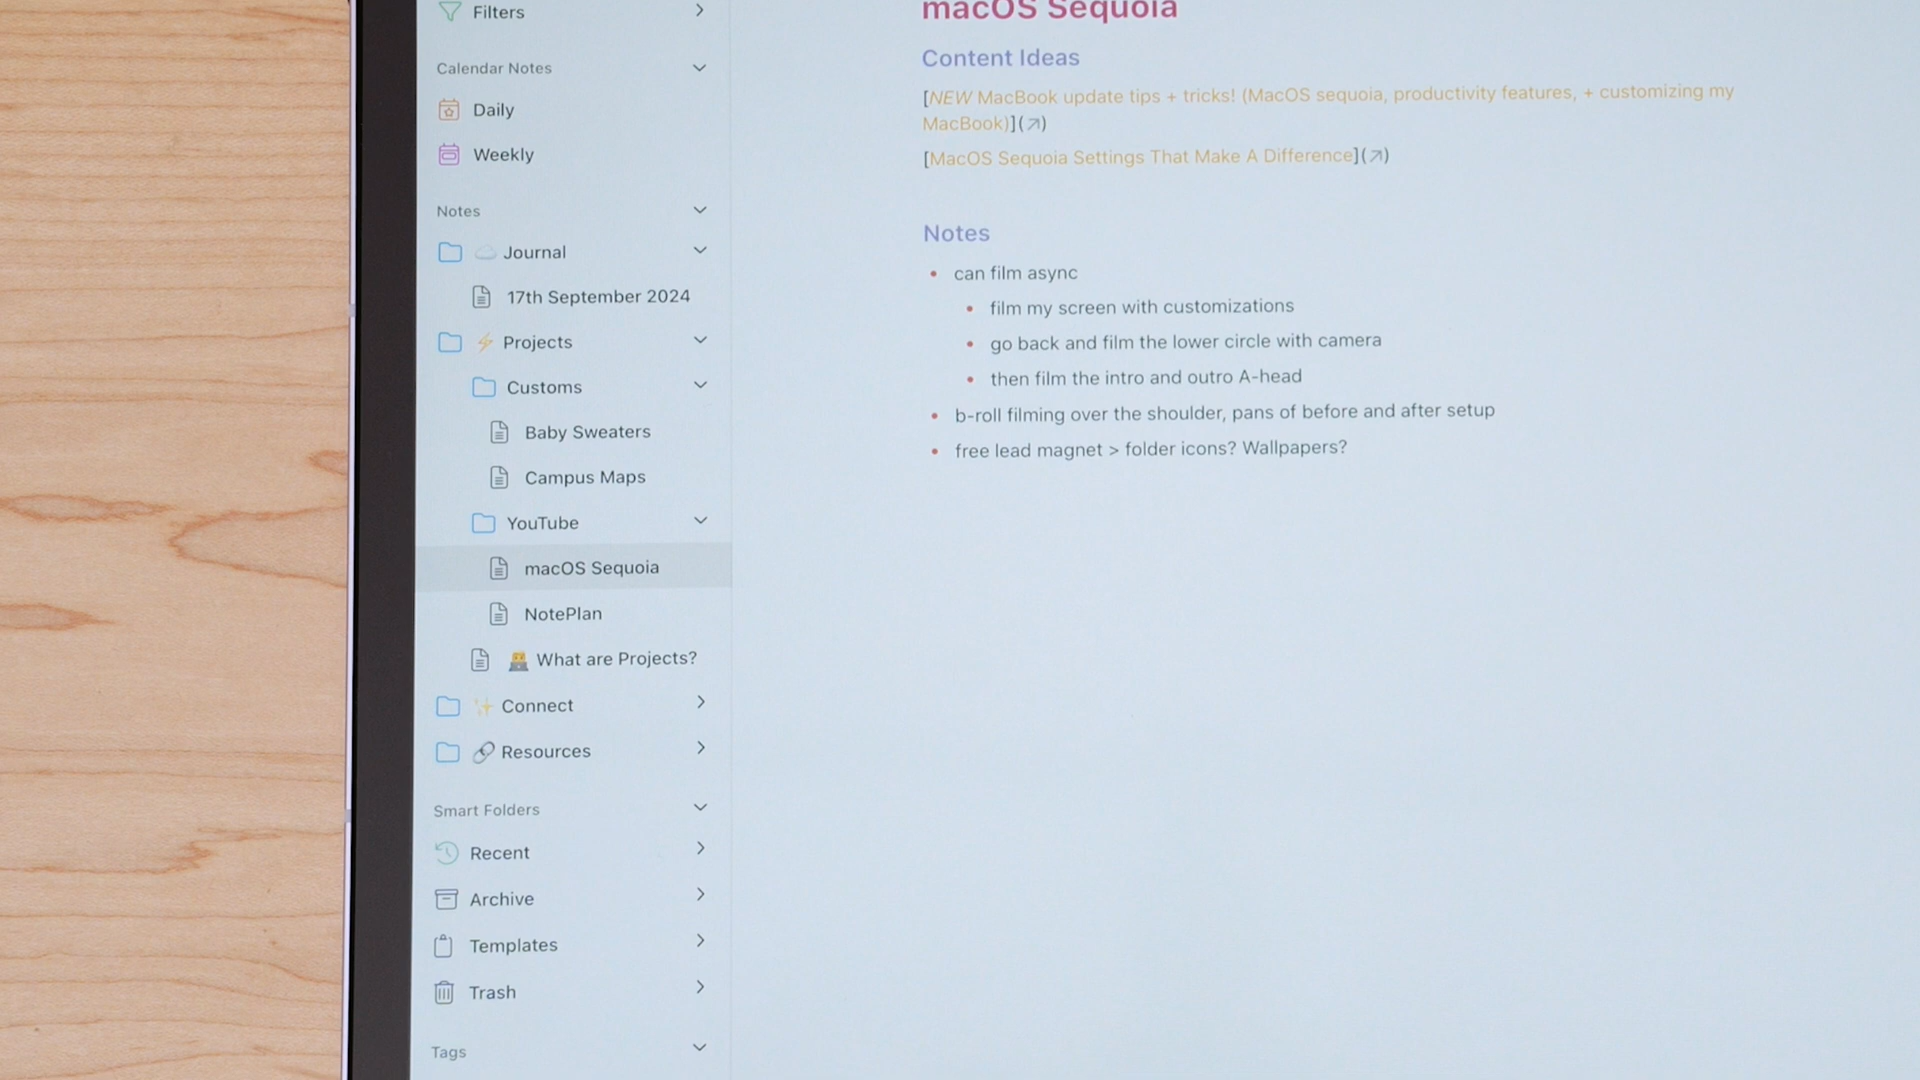 Filters
Calendar Notes
Daily
Weekly
Notes
Journal
17th September 2024
Projects
Customs
Baby Sweaters
Campus Maps
YouTube
macOS Sequoia
NotePlan
What are Projects?
Connect
Resources
Smart Folders
Recent
Archive
Templates
Trash
Tags
macOS Sequoia
Content Ideas
[NEW MacBook update tips + tricks! (MacOS sequoia, productivity features, + customizing my
MacBook)](↗)
[MacOS Sequoia Settings That Make A Difference](↗)
Notes
• can film async
• film my screen with customizations
• go back and film the lower circle with camera
• then film the intro and outro A-head
• b-roll filming over the shoulder, pans of before and after setup
• free lead magnet > folder icons? Wallpapers?